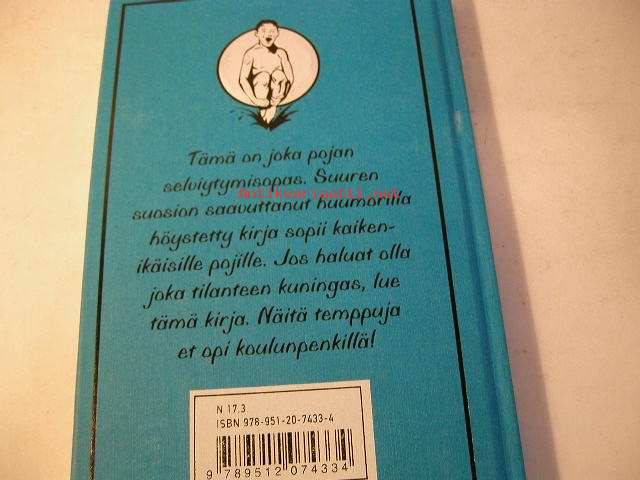 Tämä on joka pojan
selviytymisopas. Suuren
Antikvariaatti.net
suosion saavuttanut huumorilla
höystetty kirja sopii kaiken-
ikäisille pojille. Jos haluat olla
joka tilanteen kuningas, lue
tämä kirja. Näitä temppuja
et opi koulunpenkillä!
N 17.3
ISBN 978-951-20-7433-4
9 789512 074334